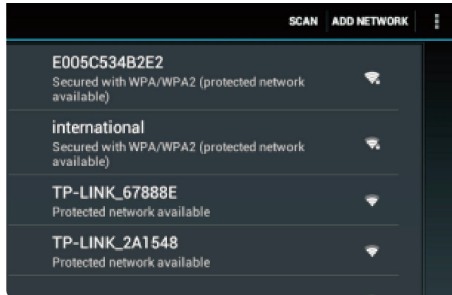 SCAN ADD NETWORK
E005C534B2E2
Secured with WPA/WPA2 (protected network
available)
international
Secured with WPA/WPA2 (protected network
available)
TP-LINK_67888E
Protected network available
TP-LINK_2A1548
Protected network available